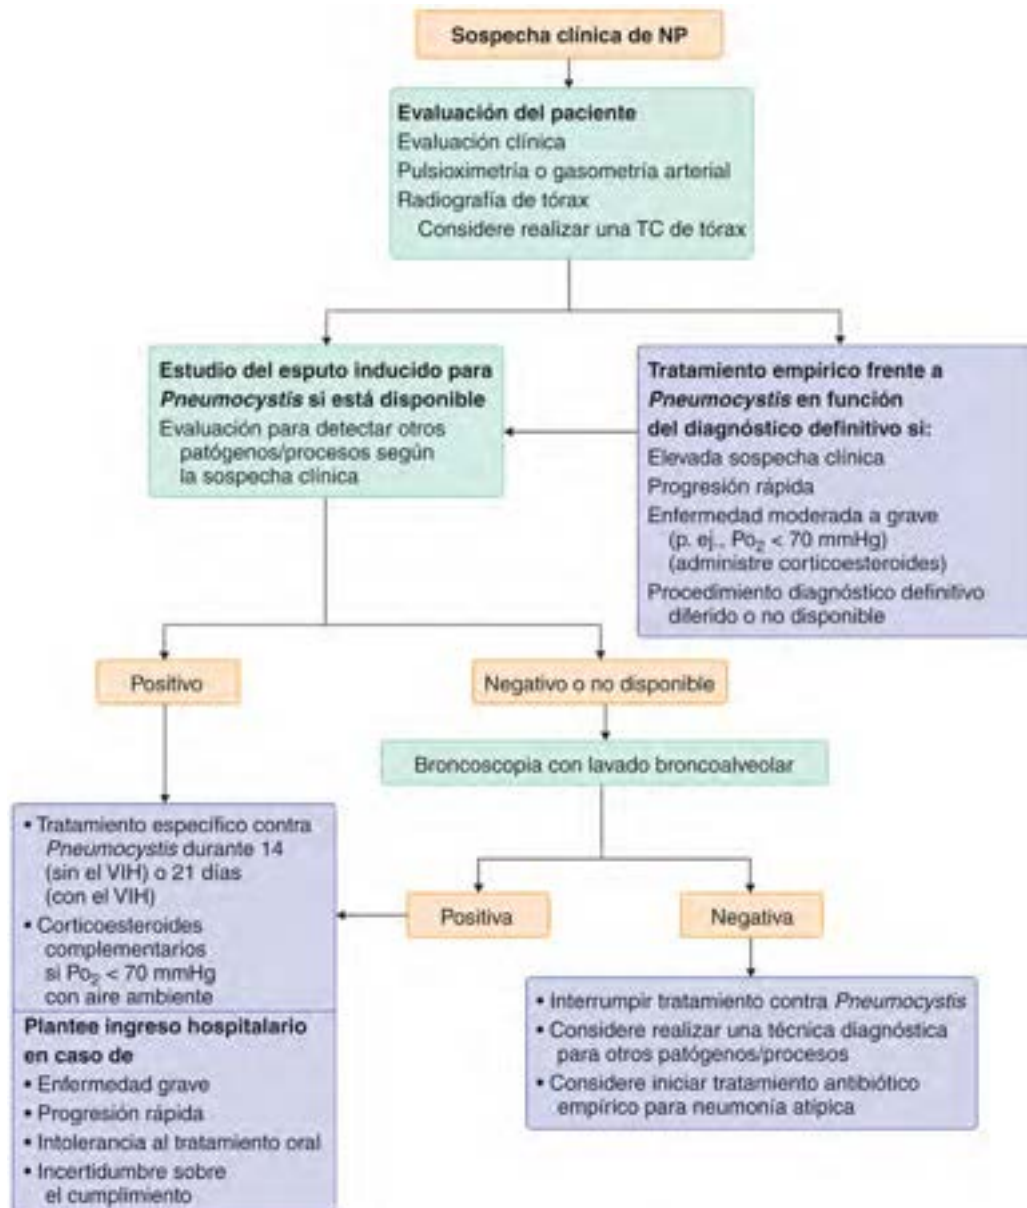 Sospecha clínica de NP
Evaluación del paciente
Evaluación clínica
Pulsioximetría o gasometría arterial
Radiografía de tórax
Considere realizar una TC de tórax
Estudio del esputo inducido para
Pneumocystis si está disponible
Evaluación para detectar otros
patógenos/procesos según
la sospecha clínica
Tratamiento empírico frente a
Pneumocystis en función
del diagnóstico definitivo si:
Elevada sospecha clínica
Progresión rápida
Enfermedad moderada a grave
(p. ej., Po₂ < 70 mmHg)
(administre corticoesteroides)
Procedimiento diagnóstico definitivo
diferido o no disponible
Positivo
Negativo o no disponible
Broncoscopia con lavado broncoalveolar
• Tratamiento específico contra
Pneumocystis durante 14
(sin el VIH) o 21 días
(con el VIH)
• Corticoesteroides
complementarios
si Po₂ < 70 mmHg
con aire ambiente
Plantee ingreso hospitalario
en caso de
• Enfermedad grave
• Progresión rápida
• Intolerancia al tratamiento oral
• Incertidumbre sobre
el cumplimiento
Positiva
Negativa
• Interrumpir tratamiento contra Pneumocystis
• Considere realizar una técnica diagnóstica
para otros patógenos/procesos
• Considere iniciar tratamiento antibiótico
empírico para neumonía atípica